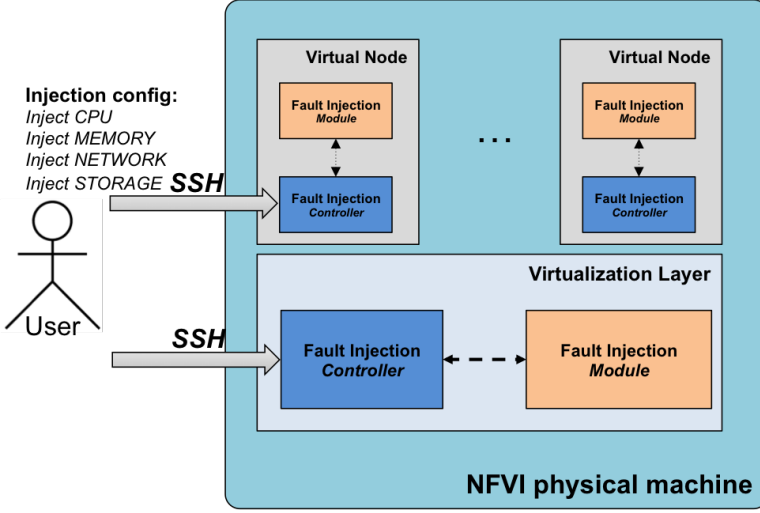 Injection config:
Inject CPU
Inject MEMORY
Inject NETWORK
Inject STORAGE
SSH
User
SSH
Virtual Node
Fault Injection
Module
Fault Injection
Controller
...
Virtual Node
Fault Injection
Module
Fault Injection
Controller
Virtualization Layer
Fault Injection
Controller
Fault Injection
Module
NFVI physical machine